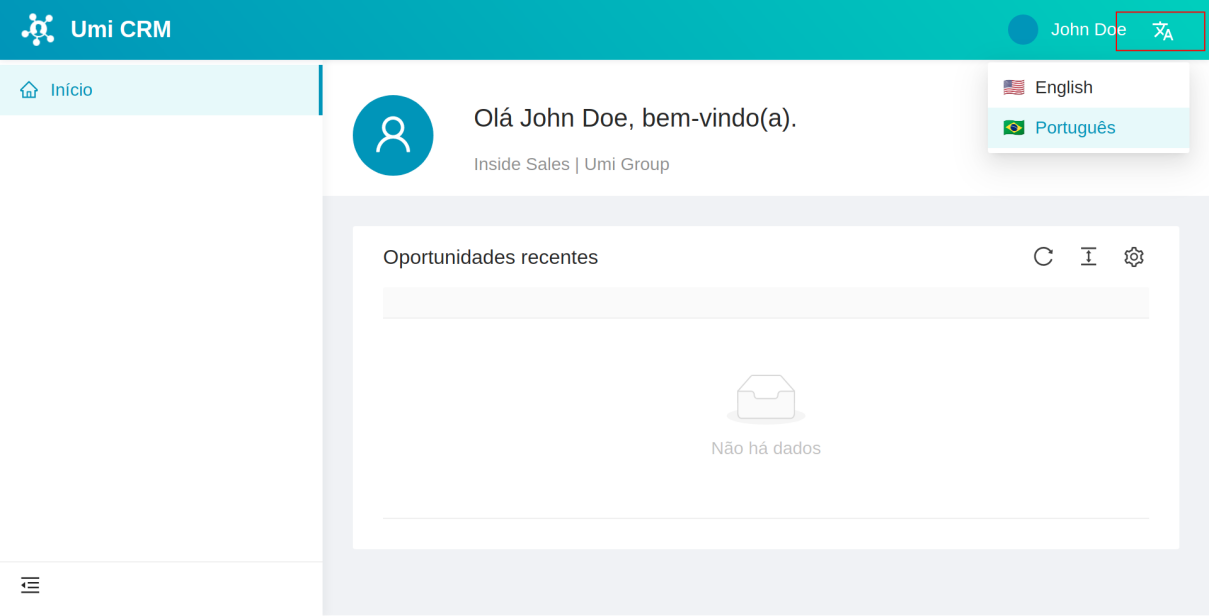 Umi CRM
John Doe
Início
English
Português
Olá John Doe, bem-vindo(a).
Inside Sales | Umi Group
Oportunidades recentes
Não há dados